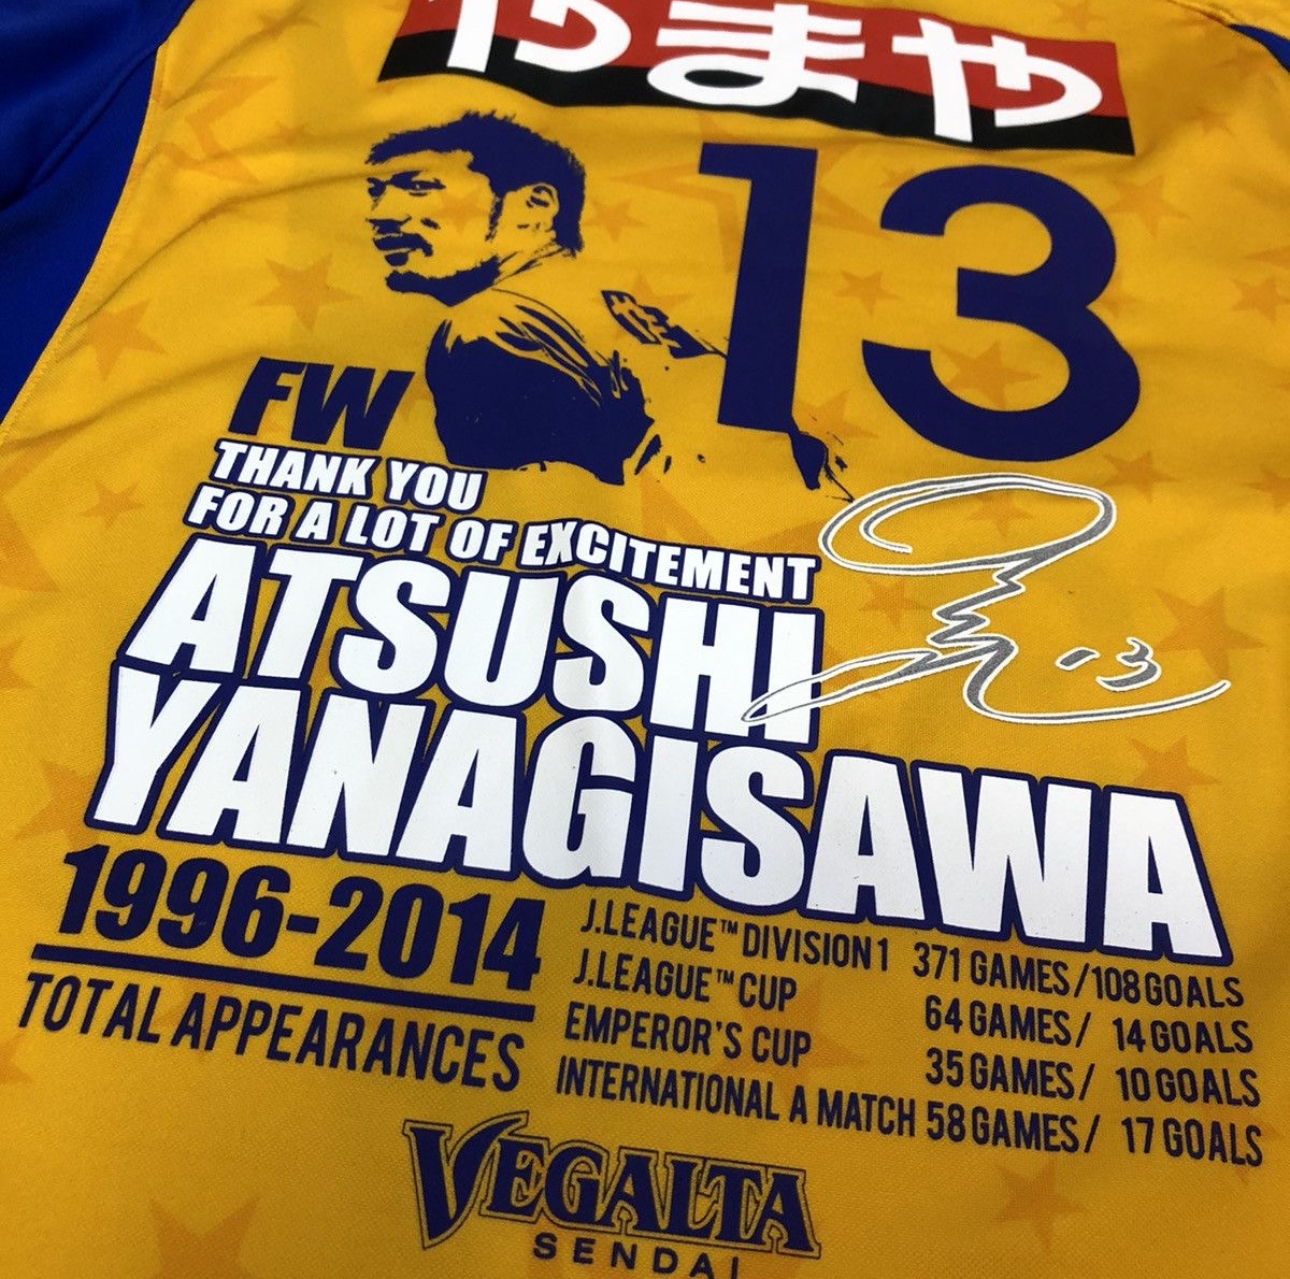 やまや
13
FW
THANK YOU
FOR A LOT OF EXCITEMENT
ATSUSHI
YANAGISAWA
1996-2014
TOTAL APPEARANCES
J.LEAGUE™ DIVISION 1 371 GAMES / 108 GOALS
J.LEAGUE™ CUP 64 GAMES / 14 GOALS
EMPEROR'S CUP 35 GAMES / 10 GOALS
INTERNATIONAL A MATCH 58 GAMES / 17 GOALS
VEGALTA
SENDAI